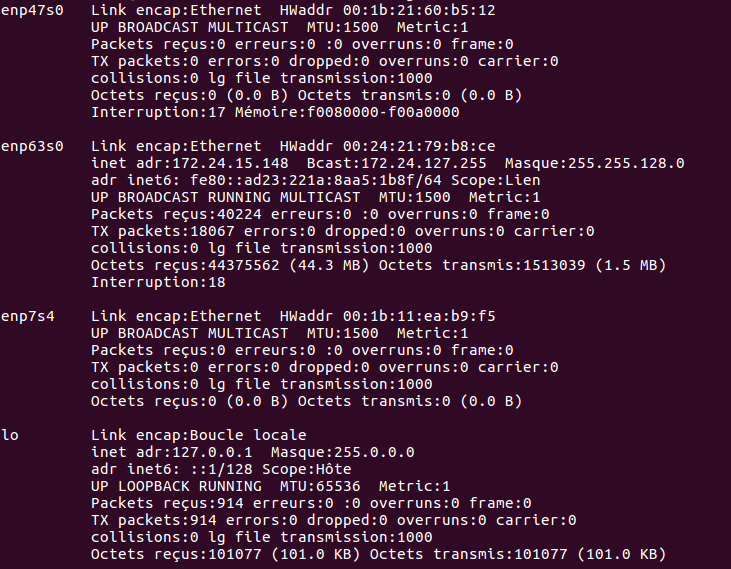 enp47s0   Link encap:Ethernet  HWaddr 00:1b:21:60:b5:12
          UP BROADCAST MULTICAST  MTU:1500  Metric:1
          Packets reçus:0 erreurs:0 :0 overruns:0 frame:0
          TX packets:0 errors:0 dropped:0 overruns:0 carrier:0
          collisions:0 lg file transmission:1000
          Octets reçus:0 (0.0 B) Octets transmis:0 (0.0 B)
          Interruption:17 Mémoire:f0080000-f00a0000

enp63s0   Link encap:Ethernet  HWaddr 00:24:21:79:b8:ce
          inet adr:172.24.15.148  Bcast:172.24.127.255  Masque:255.255.128.0
          adr inet6: fe80::ad23:221a:8aa5:1b8f/64 Scope:Lien
          UP BROADCAST RUNNING MULTICAST  MTU:1500  Metric:1
          Packets reçus:40224 erreurs:0 :0 overruns:0 frame:0
          TX packets:18067 errors:0 dropped:0 overruns:0 carrier:0
          collisions:0 lg file transmission:1000
          Octets reçus:44375562 (44.3 MB) Octets transmis:1513039 (1.5 MB)
          Interruption:18

enp7s4    Link encap:Ethernet  HWaddr 00:1b:11:ea:b9:f5
          UP BROADCAST MULTICAST  MTU:1500  Metric:1
          Packets reçus:0 erreurs:0 :0 overruns:0 frame:0
          TX packets:0 errors:0 dropped:0 overruns:0 carrier:0
          collisions:0 lg file transmission:1000
          Octets reçus:0 (0.0 B) Octets transmis:0 (0.0 B)

lo        Link encap:Boucle locale
          inet adr:127.0.0.1  Masque:255.0.0.0
          adr inet6: ::1/128 Scope:Hôte
          UP LOOPBACK RUNNING  MTU:65536  Metric:1
          Packets reçus:914 erreurs:0 :0 overruns:0 frame:0
          TX packets:914 errors:0 dropped:0 overruns:0 carrier:0
          collisions:0 lg file transmission:1000
          Octets reçus:101077 (101.0 KB) Octets transmis:101077 (101.0 KB)